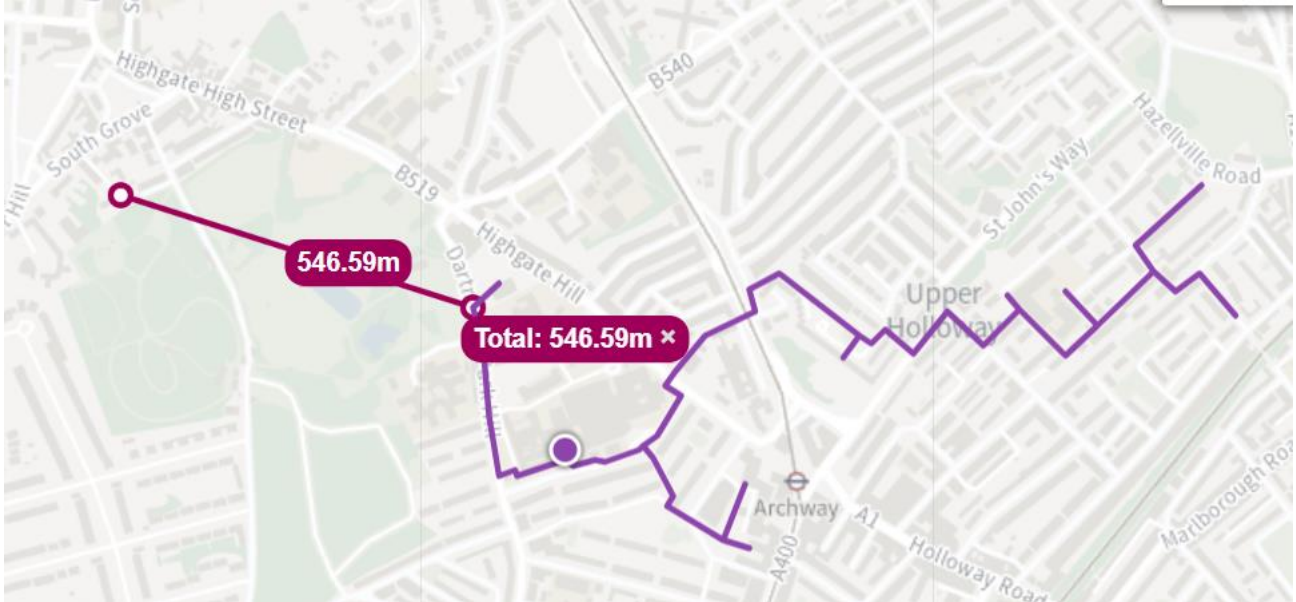 Highgate High Street
B540
South Grove
Hazellville Road
B519
St John's Way
Highgate Hill
546.59m
Upper
Holloway
Total: 546.59m ×
Archway
A1
A400
Holloway Road
Marlborough Roa